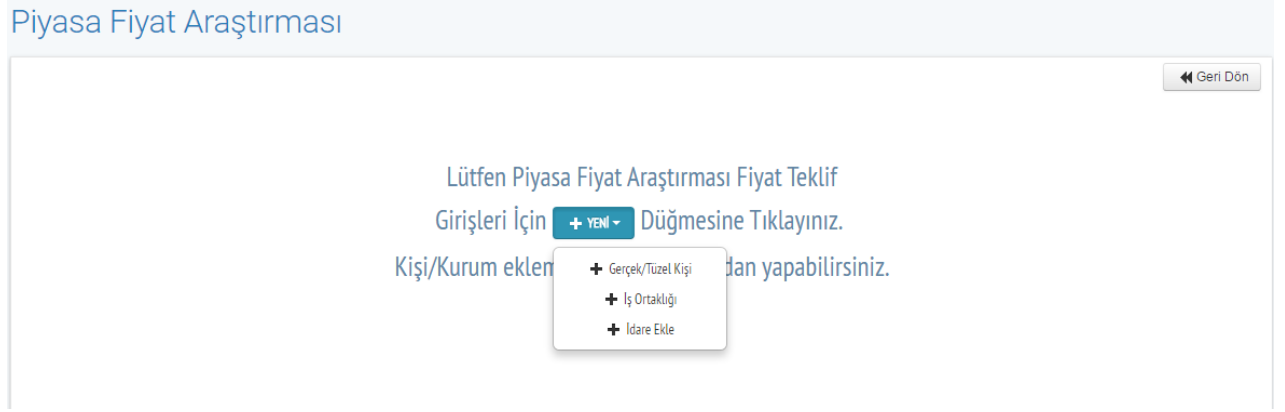 Piyasa Fiyat Araştırması
Geri Dön
Lütfen Piyasa Fiyat Araştırması Fiyat Teklif
Girişleri İçin + YENİ Düğmesine Tıklayınız.
Kişi/Kurum eklem dan yapabilirsiniz.
+ Gerçek/Tüzel Kişi
+ İş Ortaklığı
+ İdare Ekle